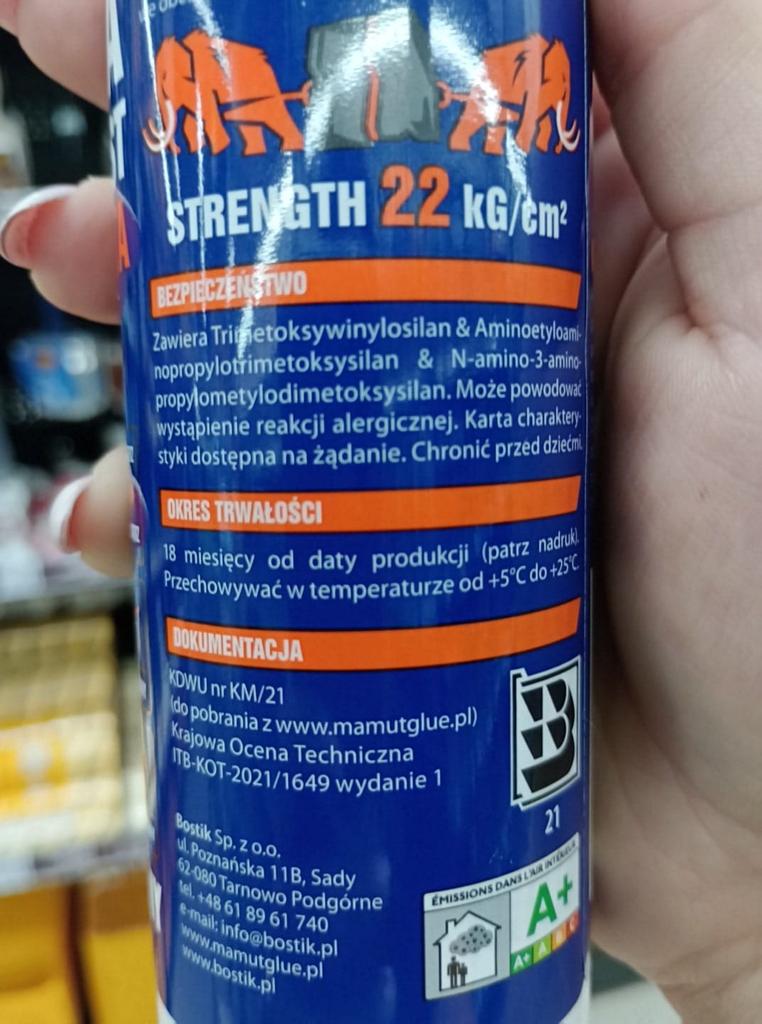 STRENGTH 22 kG/cm²
BEZPIECZEŃSTWO
Zawiera Trimetoksywinylosilan & Aminoetyloami-
nopropylotrimetoksysilan & N-amino-3-amino-
propylometylodimetoksysilan. Może powodować
wystąpienie reakcji alergicznej. Karta charaktery-
styki dostępna na żądanie. Chronić przed dziećmi.
OKRES TRWAŁOŚCI
18 miesięcy od daty produkcji (patrz nadruk).
Przechowywać w temperaturze od +5°C do +25°C.
DOKUMENTACJA
KDWU nr KM/21
(do pobrania z www.mamutglue.pl)
Krajowa Ocena Techniczna
ITB-KOT-2021/1649 wydanie 1
B
21
Bostik Sp. z o.o.
ul. Poznańska 11B, Sady
62-080 Tarnowo Podgórne
tel. +48 61 89 61 740
e-mail: info@bostik.pl
www.mamutglue.pl
www.bostik.pl
ÉMISSIONS DANS L'AIR INTÉRIEUR
A+
A+ A B C